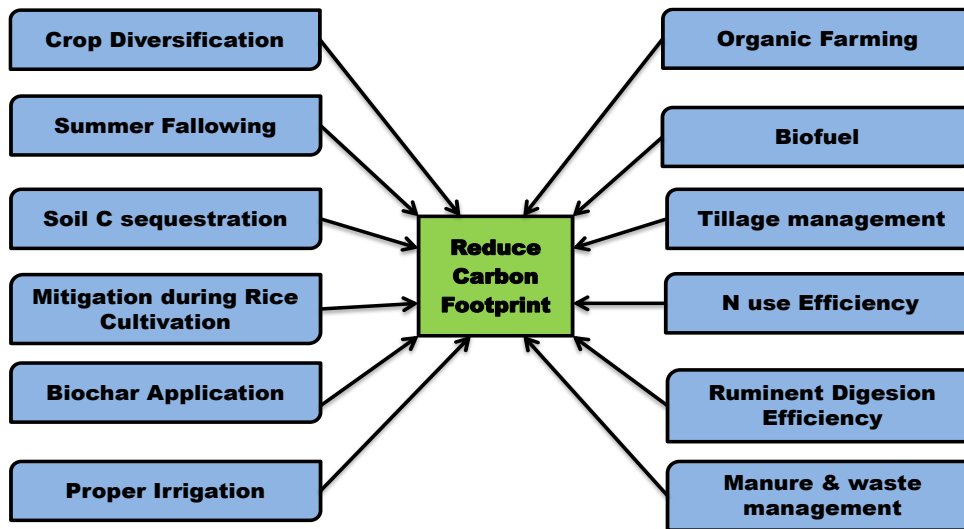 Crop Diversification
Summer Fallowing
Soil C sequestration
Mitigation during Rice
Cultivation
Biochar Application
Proper Irrigation
Reduce
Carbon
Footprint
Organic Farming
Biofuel
Tillage management
N use Efficiency
Ruminent Digesion
Efficiency
Manure & waste
management